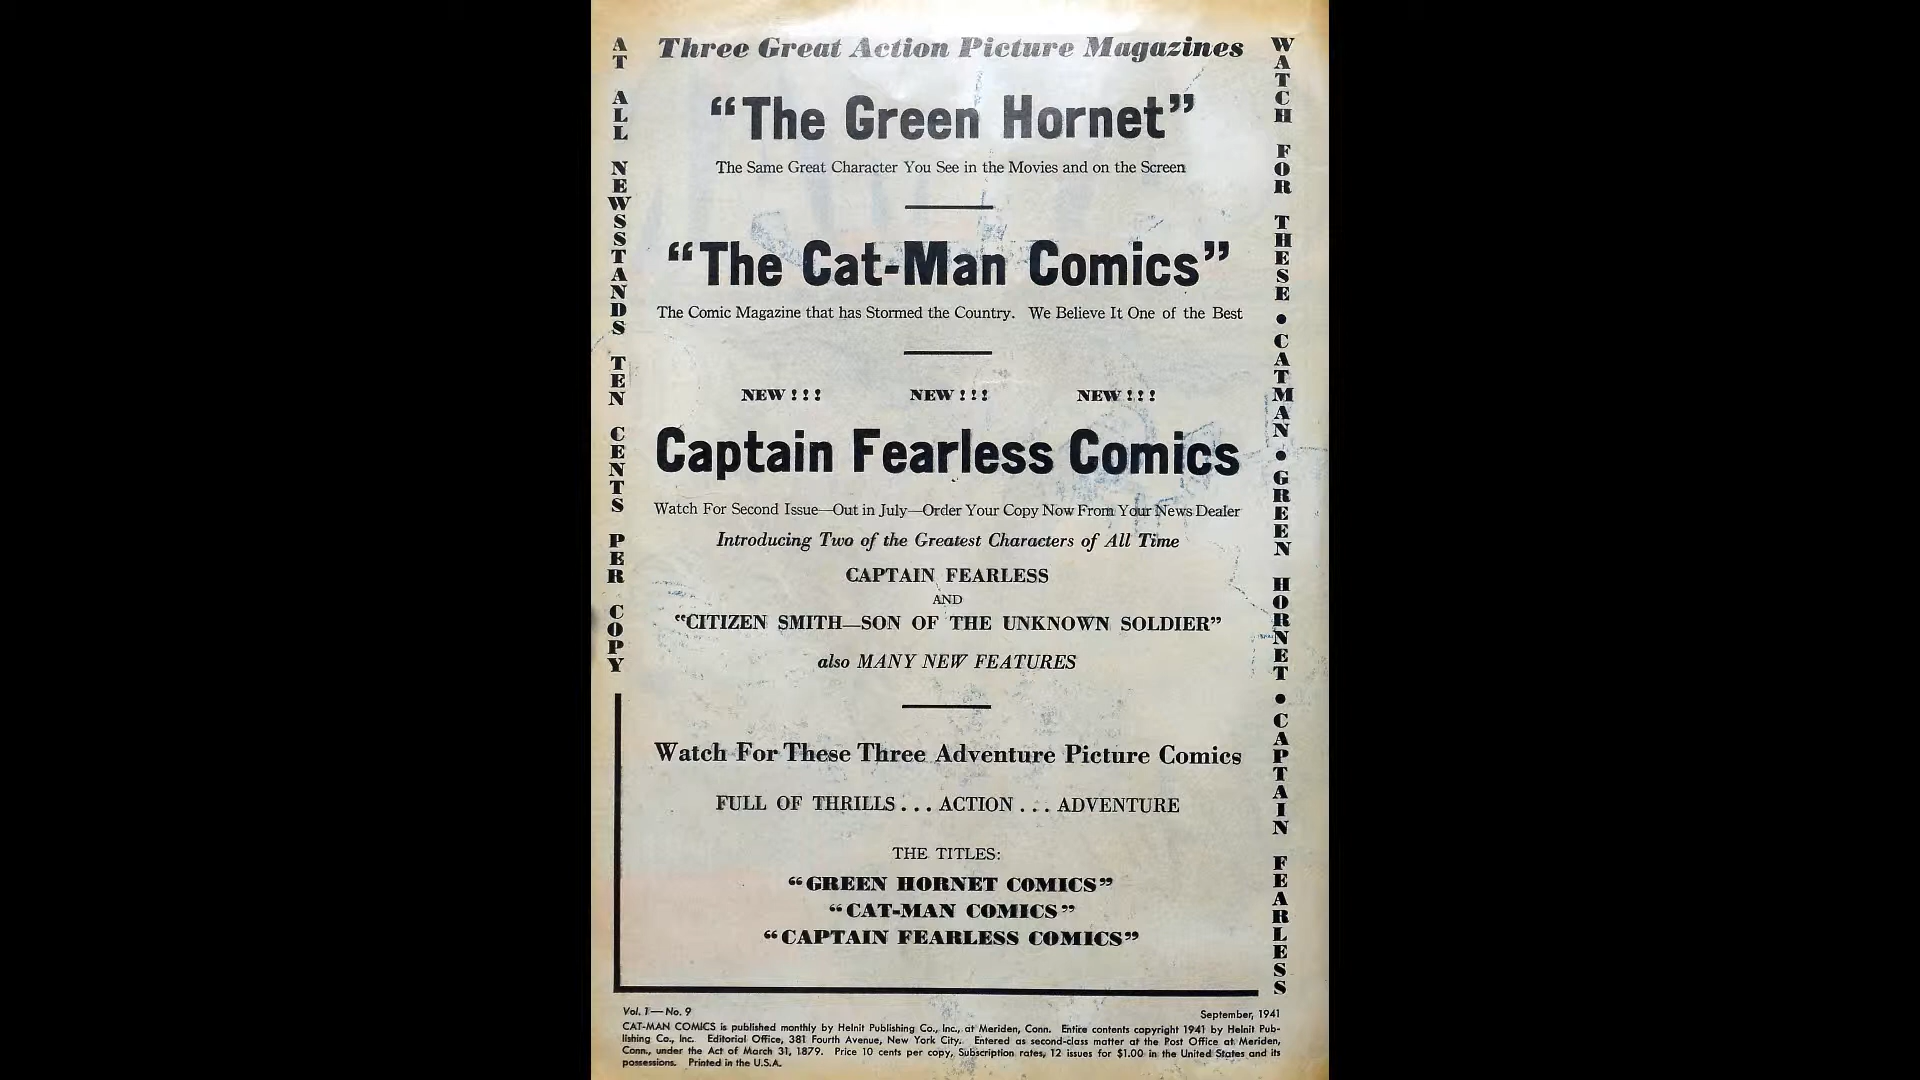 AT ALL NEWSSTANDS TEN CENTS PER COPY
Three Great Action Picture Magazines
"The Green Hornet"
The Same Great Character You See in the Movies and on the Screen
"The Cat-Man Comics"
The Comic Magazine that has Stormed the Country. We Believe It One of the Best
NEW!!! NEW!!! NEW!!!
Captain Fearless Comics
Watch For Second Issue—Out in July—Order Your Copy Now From Your News Dealer
Introducing Two of the Greatest Characters of All Time
CAPTAIN FEARLESS
AND
"CITIZEN SMITH—SON OF THE UNKNOWN SOLDIER"
also MANY NEW FEATURES
Watch For These Three Adventure Picture Comics
FULL OF THRILLS . . . ACTION . . . ADVENTURE
THE TITLES:
"GREEN HORNET COMICS"
"CAT-MAN COMICS"
"CAPTAIN FEARLESS COMICS"
WATCH FOR THESE • CATMAN • GREEN HORNET • CAPTAIN FEARLESS
Vol. 1—No. 9
September, 1941
CAT-MAN COMICS is published monthly by Helnit Publishing Co., Inc., at Meriden, Conn. Entire contents copyright 1941 by Helnit Pub-
lishing Co., Inc. Editorial Office, 381 Fourth Avenue, New York City. Entered as second-class matter at the Post Office at Meriden,
Conn., under the Act of March 31, 1879. Price 10 cents per copy, Subscription rates, 12 issues for $1.00 in the United States and its
possessions. Printed in the U.S.A.